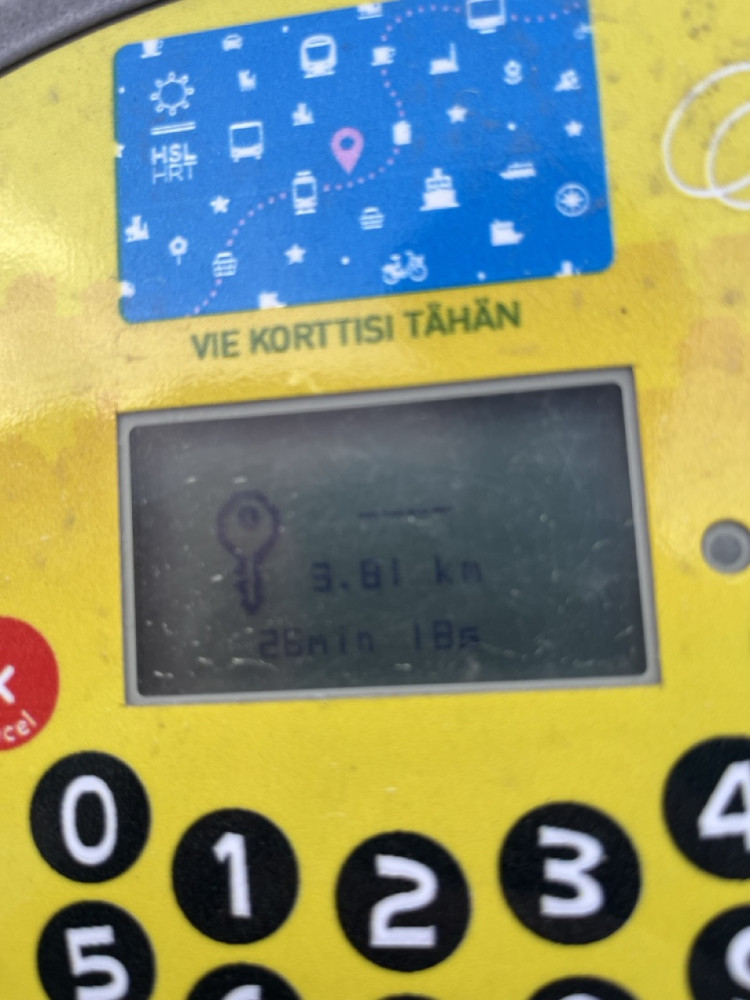 HSL
HRT
VIE KORTTISI TÄHÄN
3.81 km
26min 18s
0
1
2
3
4
5